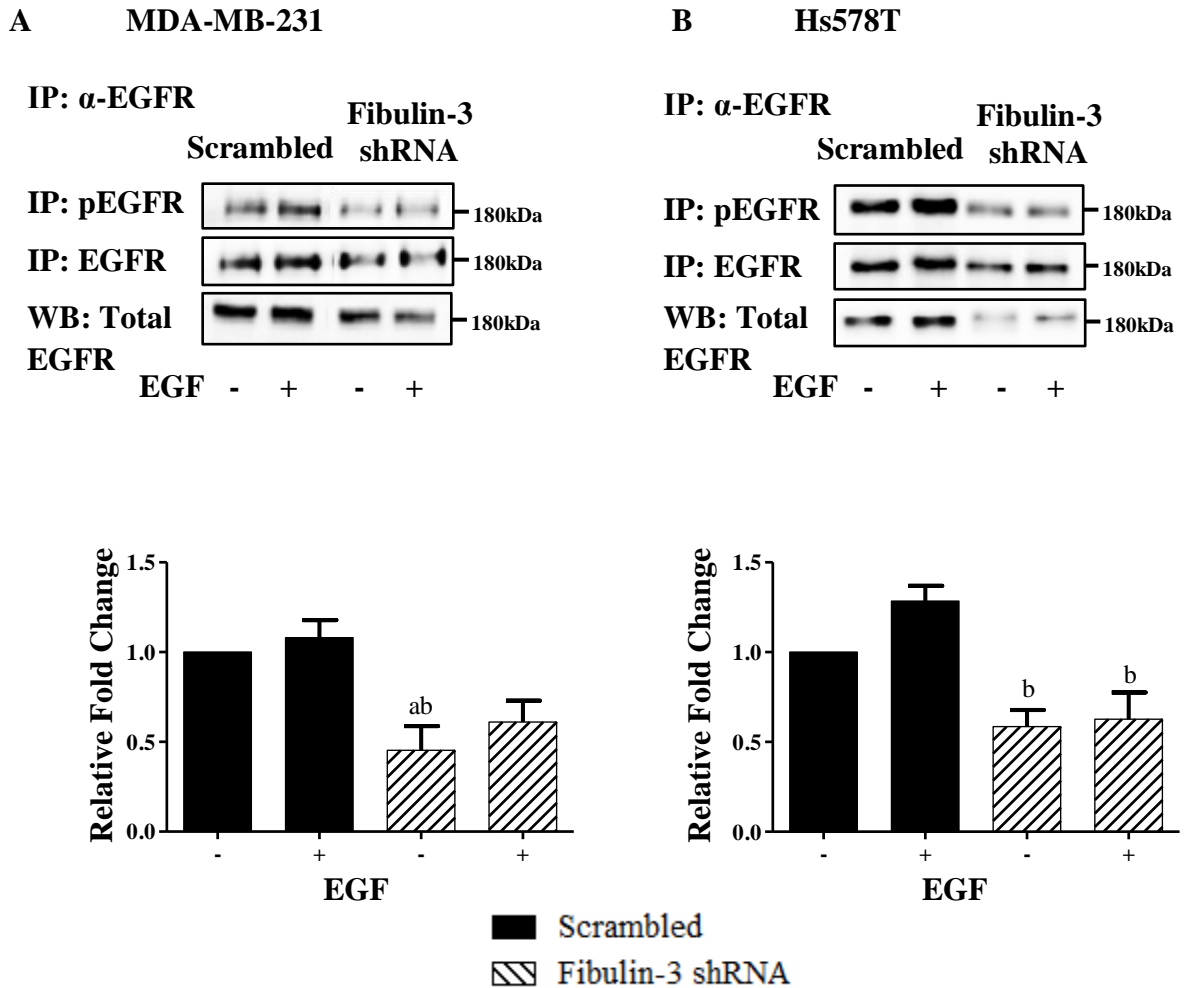 A MDA-MB-231
IP: α-EGFR
Scrambled
Fibulin-3
shRNA
IP: pEGFR
180kDa
IP: EGFR
180kDa
WB: Total
EGFR
180kDa
EGF - + - +
Relative Fold Change
1.5
1.0
0.5
0.0
ab
- + - +
EGF
B Hs578T
IP: α-EGFR
Scrambled
Fibulin-3
shRNA
IP: pEGFR
180kDa
IP: EGFR
180kDa
WB: Total
EGFR
180kDa
EGF - + - +
Relative Fold Change
1.5
1.0
0.5
0.0
b b
- + - +
EGF
Scrambled
Fibulin-3 shRNA